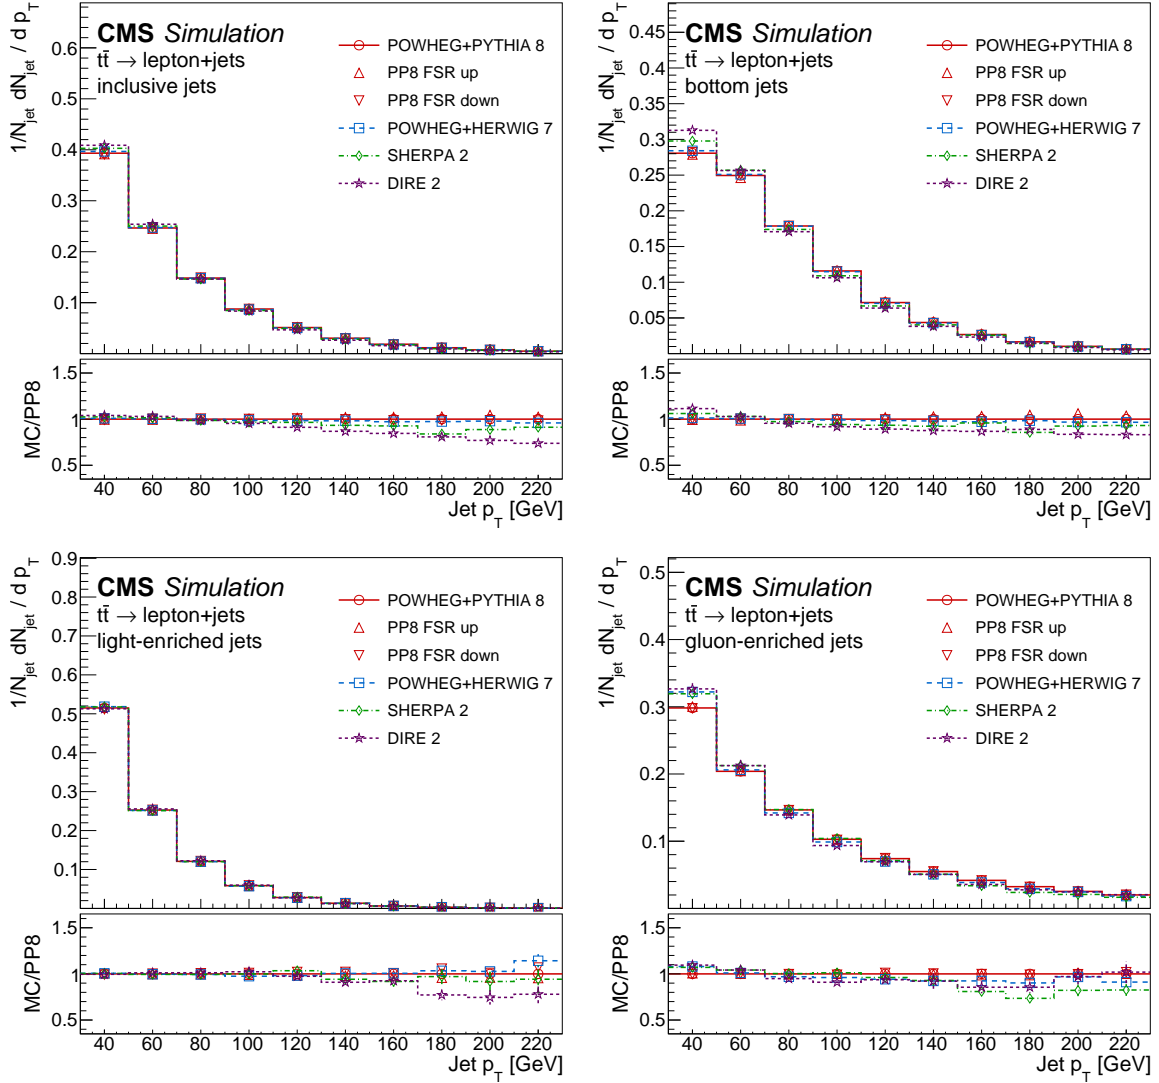 CMS Simulation
tt̄ → lepton+jets
inclusive jets
POWHEG+PYTHIA 8
PP8 FSR up
PP8 FSR down
POWHEG+HERWIG 7
SHERPA 2
DIRE 2
1/N_jet dN_jet / d p_T
0.6
0.5
0.4
0.3
0.2
0.1
MC/PP8
1.5
1
0.5
40 60 80 100 120 140 160 180 200 220
Jet p_T [GeV]
CMS Simulation
tt̄ → lepton+jets
bottom jets
POWHEG+PYTHIA 8
PP8 FSR up
PP8 FSR down
POWHEG+HERWIG 7
SHERPA 2
DIRE 2
1/N_jet dN_jet / d p_T
0.45
0.4
0.35
0.3
0.25
0.2
0.15
0.1
0.05
MC/PP8
1.5
1
0.5
40 60 80 100 120 140 160 180 200 220
Jet p_T [GeV]
CMS Simulation
tt̄ → lepton+jets
light-enriched jets
POWHEG+PYTHIA 8
PP8 FSR up
PP8 FSR down
POWHEG+HERWIG 7
SHERPA 2
DIRE 2
1/N_jet dN_jet / d p_T
0.9
0.8
0.7
0.6
0.5
0.4
0.3
0.2
0.1
MC/PP8
1.5
1
0.5
40 60 80 100 120 140 160 180 200 220
Jet p_T [GeV]
CMS Simulation
tt̄ → lepton+jets
gluon-enriched jets
POWHEG+PYTHIA 8
PP8 FSR up
PP8 FSR down
POWHEG+HERWIG 7
SHERPA 2
DIRE 2
1/N_jet dN_jet / d p_T
0.5
0.4
0.3
0.2
0.1
MC/PP8
1.5
1
0.5
40 60 80 100 120 140 160 180 200 220
Jet p_T [GeV]